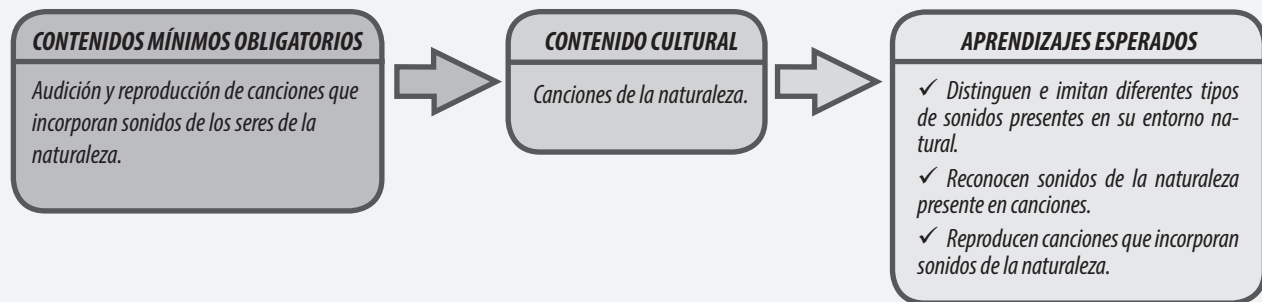 CONTENIDOS MÍNIMOS OBLIGATORIOS
Audición y reproducción de canciones que
incorporan sonidos de los seres de la
naturaleza.
CONTENIDO CULTURAL
Canciones de la naturaleza.
APRENDIZAJES ESPERADOS
✓ Distinguen e imitan diferentes tipos
de sonidos presentes en su entorno na-
tural.
✓ Reconocen sonidos de la naturaleza
presente en canciones.
✓ Reproducen canciones que incorporan
sonidos de la naturaleza.